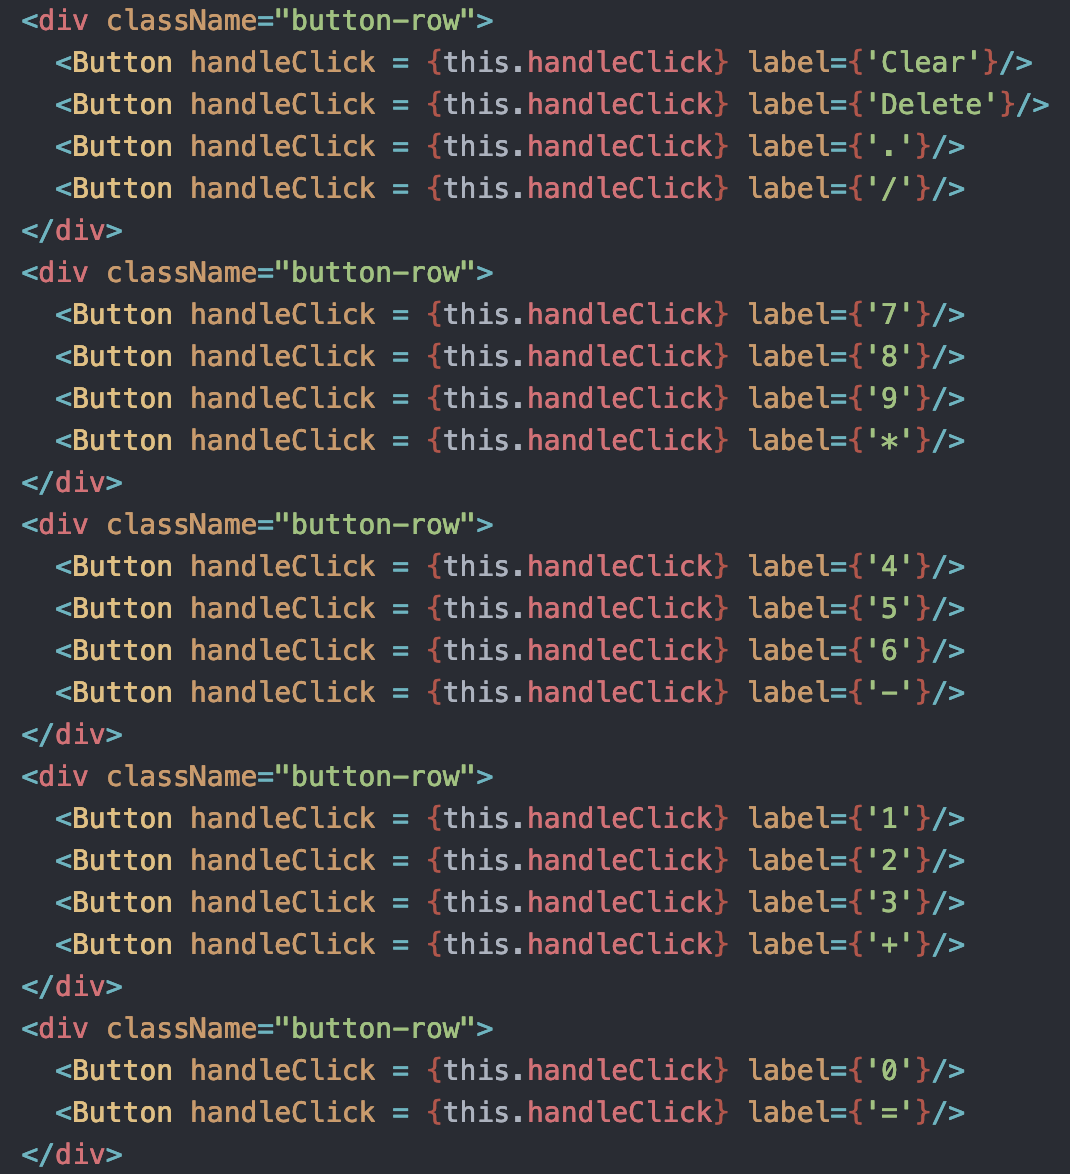 <div className="button-row">
  <Button handleClick = {this.handleClick} label={'Clear'}/>
  <Button handleClick = {this.handleClick} label={'Delete'}/>
  <Button handleClick = {this.handleClick} label={'.'}/>
  <Button handleClick = {this.handleClick} label={'/'}/>
</div>
<div className="button-row">
  <Button handleClick = {this.handleClick} label={'7'}/>
  <Button handleClick = {this.handleClick} label={'8'}/>
  <Button handleClick = {this.handleClick} label={'9'}/>
  <Button handleClick = {this.handleClick} label={'*'}/>
</div>
<div className="button-row">
  <Button handleClick = {this.handleClick} label={'4'}/>
  <Button handleClick = {this.handleClick} label={'5'}/>
  <Button handleClick = {this.handleClick} label={'6'}/>
  <Button handleClick = {this.handleClick} label={'-'}/>
</div>
<div className="button-row">
  <Button handleClick = {this.handleClick} label={'1'}/>
  <Button handleClick = {this.handleClick} label={'2'}/>
  <Button handleClick = {this.handleClick} label={'3'}/>
  <Button handleClick = {this.handleClick} label={'+'}/>
</div>
<div className="button-row">
  <Button handleClick = {this.handleClick} label={'0'}/>
  <Button handleClick = {this.handleClick} label={'='}/>
</div>